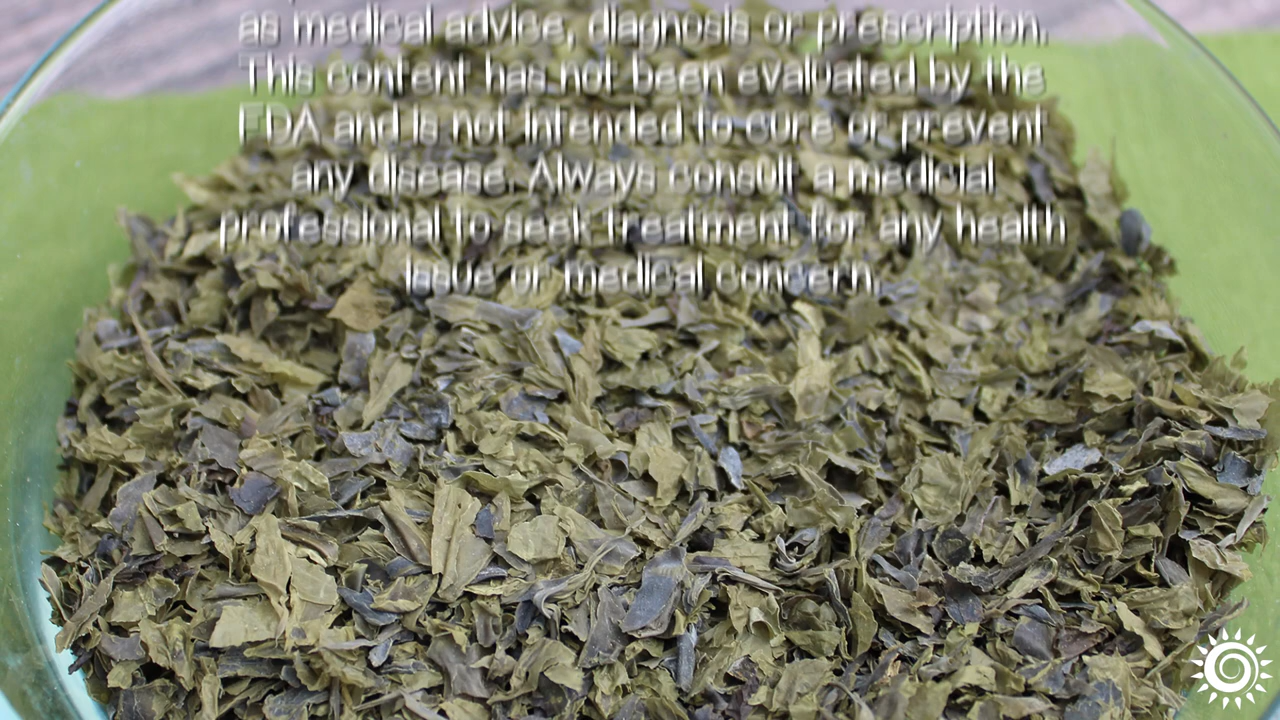 as medical advice, diagnosis or prescription.
This content has not been evaluated by the
FDA and is not intended to cure or prevent
any disease. Always consult a medicial
professional to seek treatment for any health
issue or medical concern.